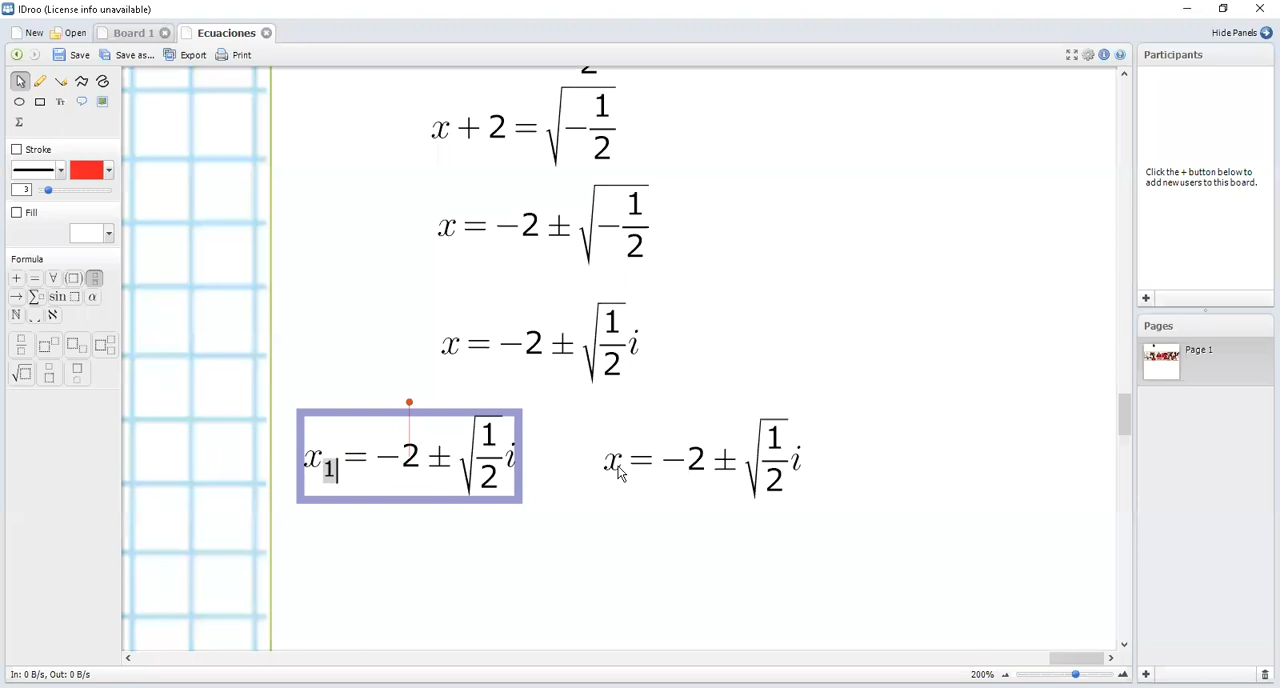 IDroo (License info unavailable)
New Open Board 1 Ecuaciones Hide Panels
Save Save as... Export Print
Participants
Tr
Σ
Stroke
3
Fill
Formula
+ = ∀ (□)
→ Σ□ sin□ α
ℕ ℵ
2
x + 2 = √(−1/2)
x = −2 ± √(−1/2)
x = −2 ± √(1/2) i
x₁ = −2 ± √(1/2) i
x = −2 ± √(1/2) i
Click the + button below to
add new users to this board.
Pages
Page 1
In: 0 B/s, Out: 0 B/s
200%